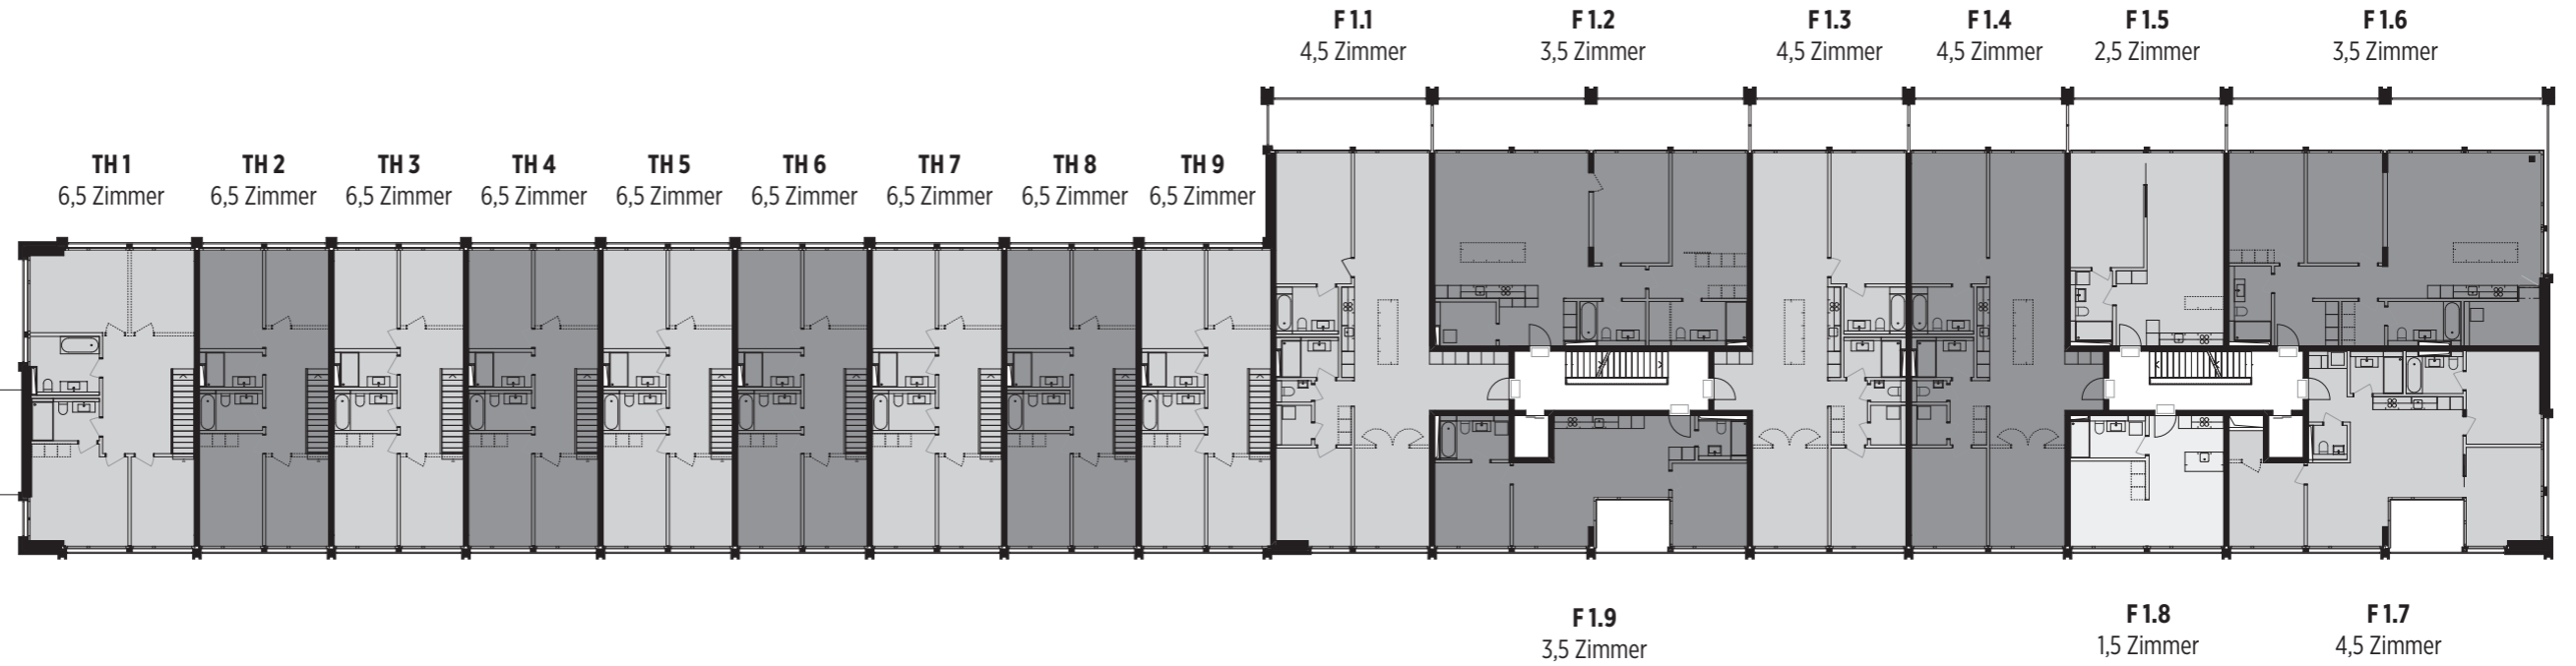 F 1.1
4,5 Zimmer
F 1.2
3,5 Zimmer
F 1.3
4,5 Zimmer
F 1.4
4,5 Zimmer
F 1.5
2,5 Zimmer
F 1.6
3,5 Zimmer
TH 1
6,5 Zimmer
TH 2
6,5 Zimmer
TH 3
6,5 Zimmer
TH 4
6,5 Zimmer
TH 5
6,5 Zimmer
TH 6
6,5 Zimmer
TH 7
6,5 Zimmer
TH 8
6,5 Zimmer
TH 9
6,5 Zimmer
F 1.9
3,5 Zimmer
F 1.8
1,5 Zimmer
F 1.7
4,5 Zimmer